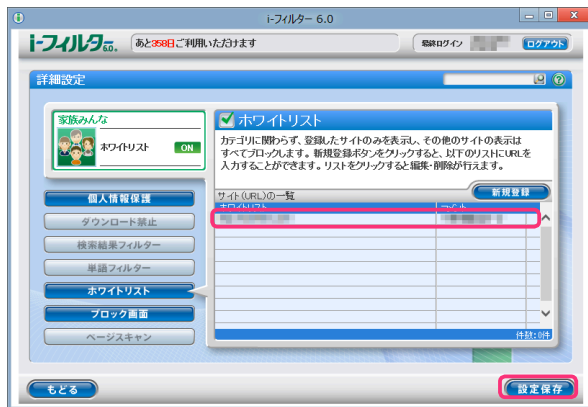 i-フィルター 6.0
i-フィルター 6.0
あと358日ご利用いただけます
最終ログイン
ログアウト
詳細設定
家族みんな
ホワイトリスト ON
個人情報保護
ダウンロード禁止
検索結果フィルター
単語フィルター
ホワイトリスト
ブロック画面
ページスキャン
ホワイトリスト
カテゴリに関わらず、登録したサイトのみを表示し、その他のサイトの表示は
すべてブロックします。新規登録ボタンをクリックすると、以下のリストにURLを
入力することができます。リストをクリックすると編集・削除が行えます。
サイト(URL)の一覧
新規登録
ホワイトリスト
件数:0件
もどる
設定保存